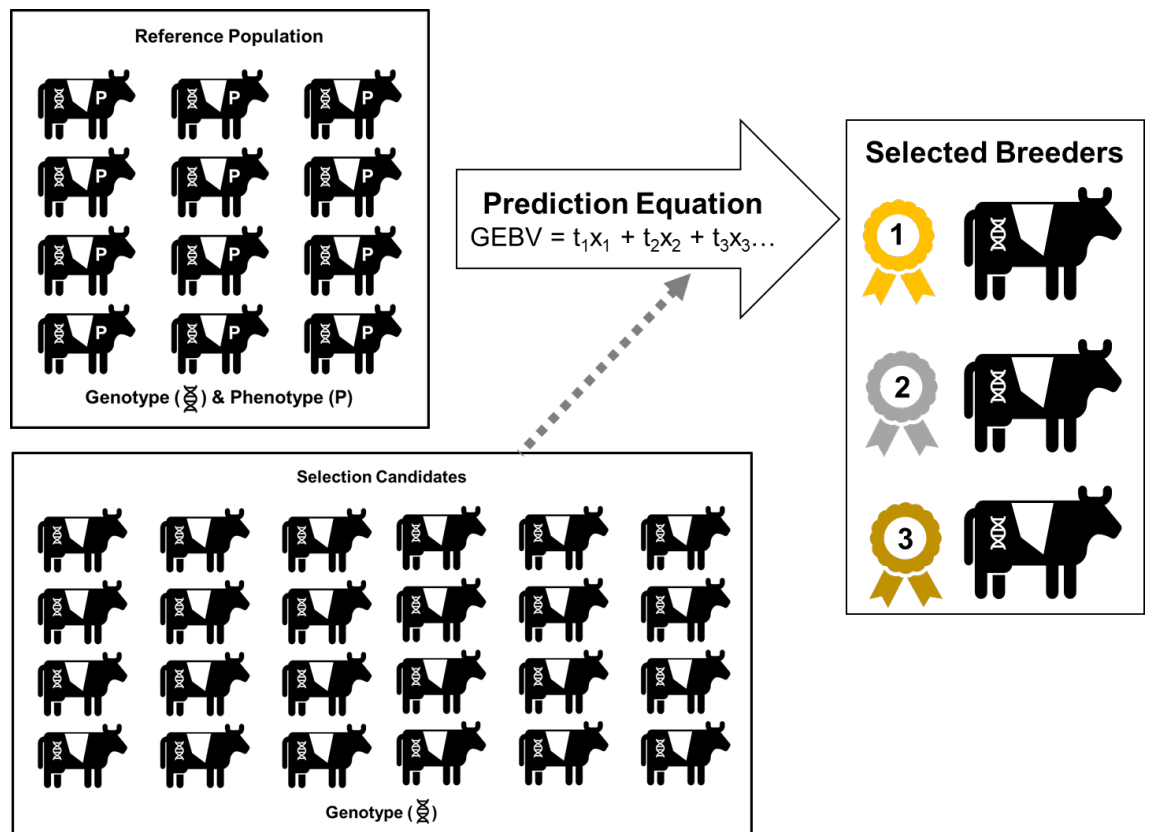 Reference Population
P P P
P P P
P P P
P P P
Genotype () & Phenotype (P)
Prediction Equation
GEBV = t₁x₁ + t₂x₂ + t₃x₃…
Selected Breeders
1
2
3
Selection Candidates
Genotype ()